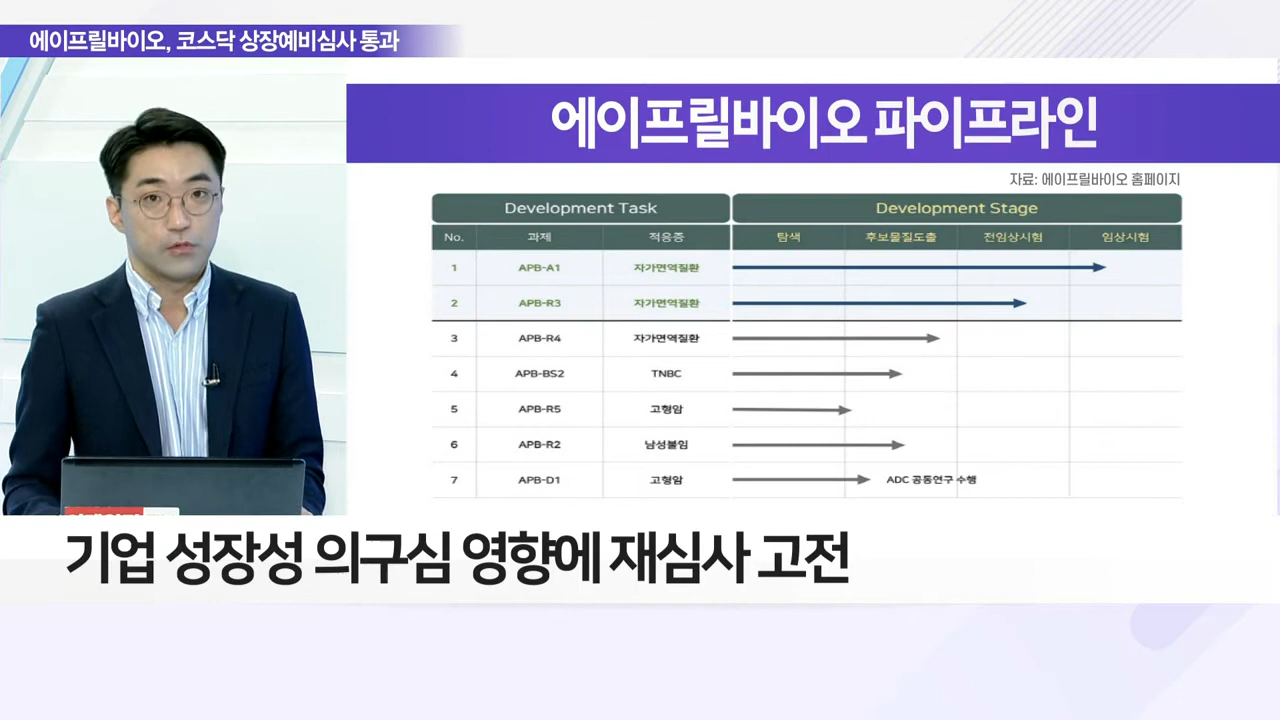 에이프릴바이오, 코스닥 상장예비심사 통과
에이프릴바이오 파이프라인
자료: 에이프릴바이오 홈페이지
Development Task Development Stage
No. 과제 적응증 탐색 후보물질도출 전임상시험 임상시험
1 APB-A1 자가면역질환
2 APB-R3 자가면역질환
3 APB-R4 자가면역질환
4 APB-BS2 TNBC
5 APB-R5 고형암
6 APB-R2 남성불임
7 APB-D1 고형암 ADC 공동연구 수행
기업 성장성 의구심 영향에 재심사 고전